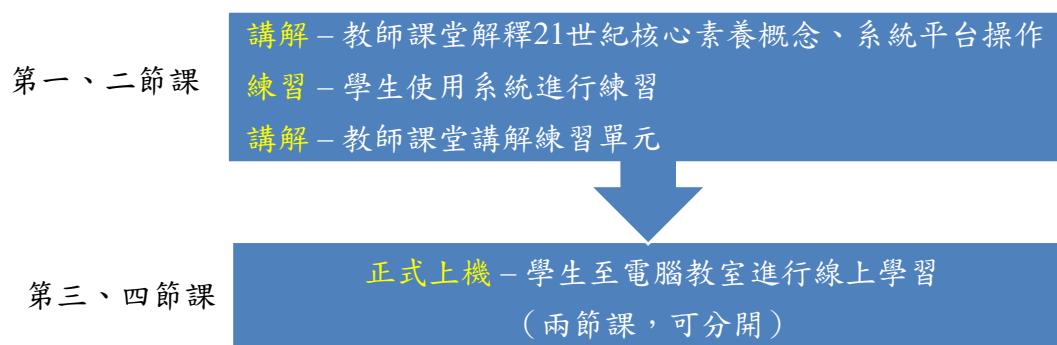 講解 – 教師課堂解釋21世紀核心素養概念、系統平台操作
第一、二節課
練習 – 學生使用系統進行練習
講解 – 教師課堂講解練習單元
正式上機 – 學生至電腦教室進行線上學習
第三、四節課
（兩節課，可分開）